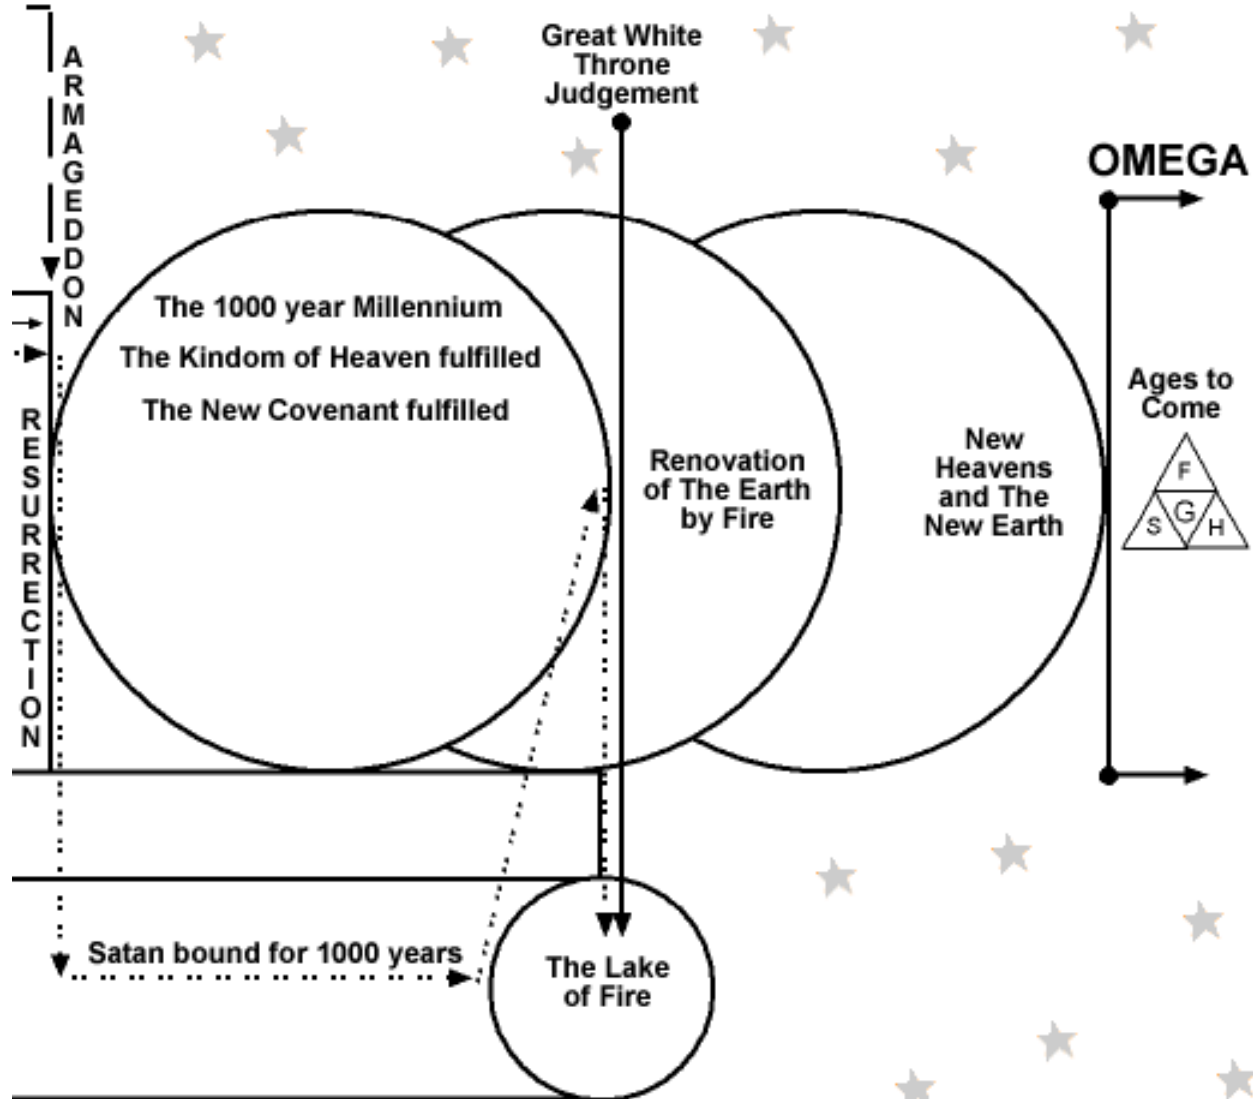 ARMAGEDDON
Great White
Throne
Judgement
OMEGA
The 1000 year Millennium
The Kindom of Heaven fulfilled
The New Covenant fulfilled
RESURRECTION
Renovation
of The Earth
by Fire
New
Heavens
and The
New Earth
Ages to
Come
F
S G H
Satan bound for 1000 years
The Lake
of Fire